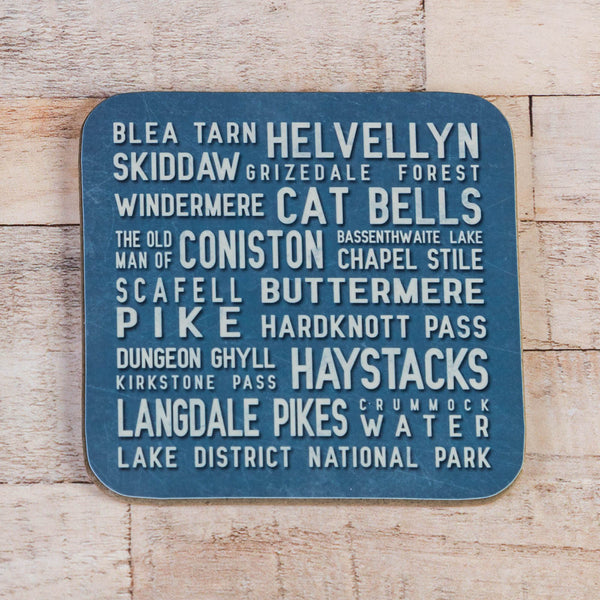 BLEA TARN HELVELLYN
SKIDDAW GRIZEDALE FOREST
WINDERMERE CAT BELLS
THE OLD MAN OF CONISTON BASSENTHWAITE LAKE
CHAPEL STILE
SCAFELL PIKE BUTTERMERE
HARDKNOTT PASS
DUNGEON GHYLL HAYSTACKS
KIRKSTONE PASS
LANGDALE PIKES CRUMMOCK WATER
LAKE DISTRICT NATIONAL PARK